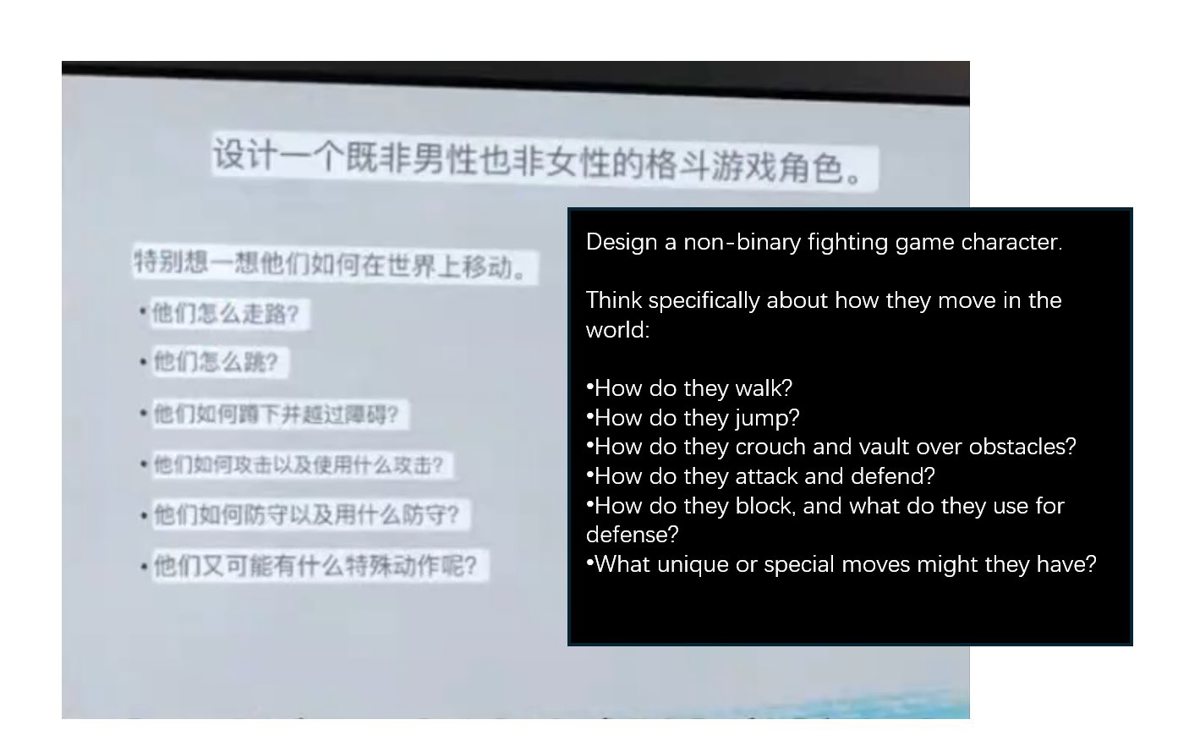 设计一个既非男性也非女性的格斗游戏角色。
特别想一想他们如何在世界上移动。
•他们怎么走路?
•他们怎么跳?
•他们如何蹲下并越过障碍?
•他们如何攻击以及使用什么攻击?
•他们如何防守以及用什么防守?
•他们又可能有什么特殊动作呢?
Design a non-binary fighting game character.
Think specifically about how they move in the
world:
•How do they walk?
•How do they jump?
•How do they crouch and vault over obstacles?
•How do they attack and defend?
•How do they block, and what do they use for
defense?
•What unique or special moves might they have?